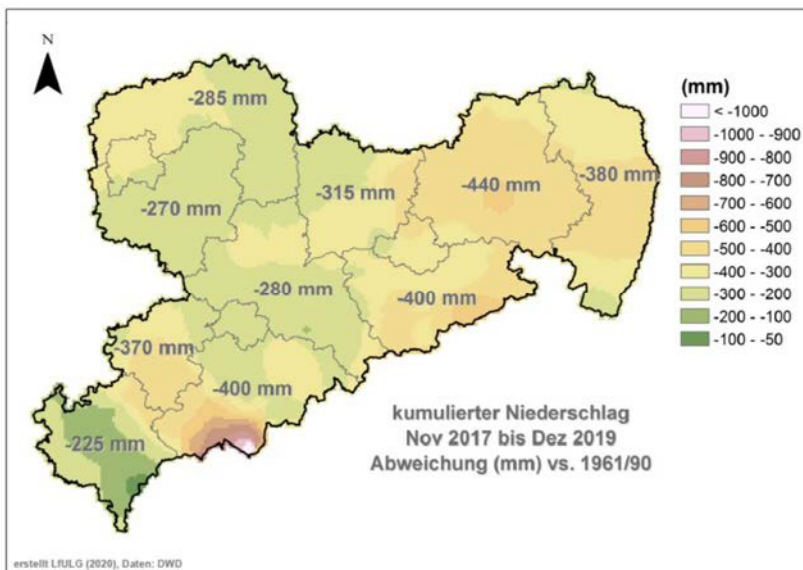 N
-285 mm
-270 mm
-315 mm
-440 mm
-380 mm
-280 mm
-400 mm
-370 mm
-400 mm
-225 mm
(mm)
< -1000
-1000 - -900
-900 - -800
-800 - -700
-700 - -600
-600 - -500
-500 - -400
-400 - -300
-300 - -200
-200 - -100
-100 - -50
kumulierter Niederschlag
Nov 2017 bis Dez 2019
Abweichung (mm) vs. 1961/90
erstellt LfULG (2020), Daten: DWD